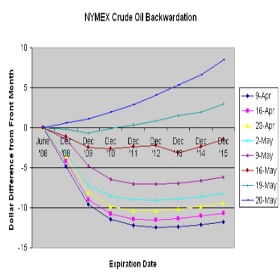 NYMEX Crude Oil Backwardation
Dollar Difference from Front Month
10
5
0
-5
-10
-15
June '08
Dec '08
Dec '09
Dec '10
Dec '11
Dec '12
Dec '13
Dec '14
Dec '15
Expiration Date
9-Apr
16-Apr
23-Apr
2-May
9-May
16-May
19-May
20-May